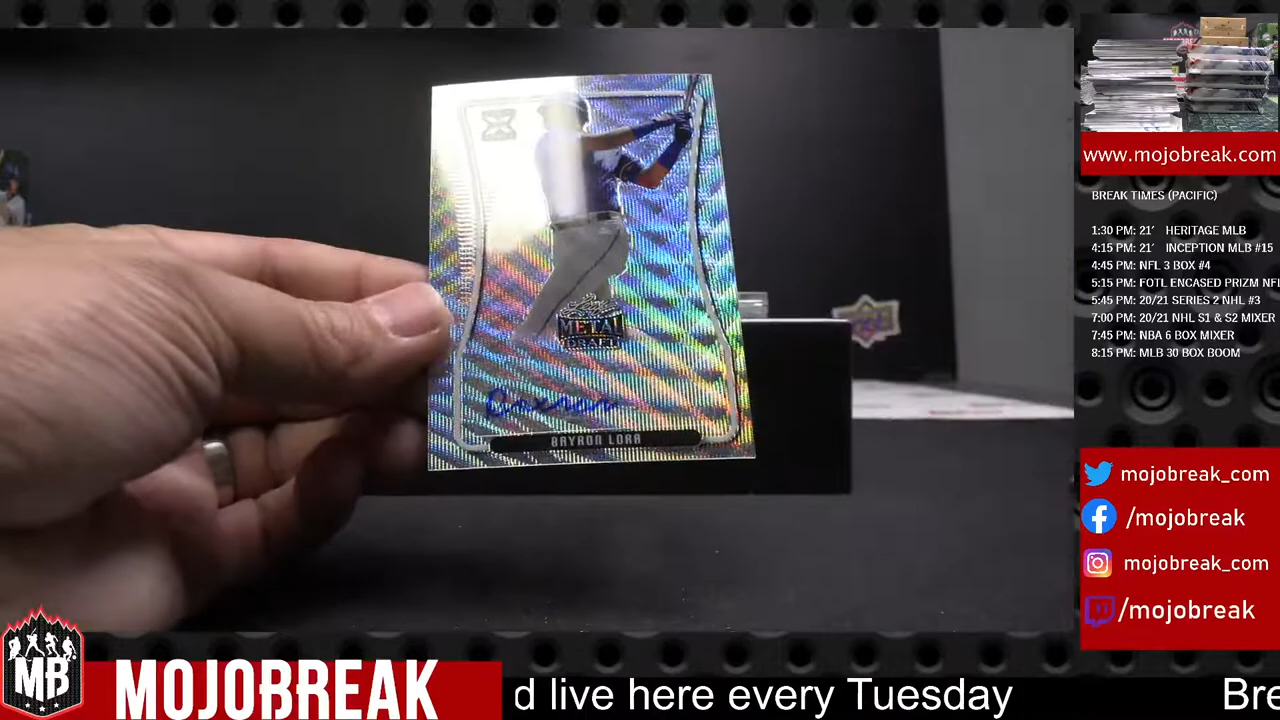 METAL
DRAFT
BAYRON LORA
www.mojobreak.com
BREAK TIMES (PACIFIC)
1:30 PM: 21' HERITAGE MLB
4:15 PM: 21' INCEPTION MLB #15
4:45 PM: NFL 3 BOX #4
5:15 PM: FOTL ENCASED PRIZM NFL
5:45 PM: 20/21 SERIES 2 NHL #3
7:00 PM: 20/21 NHL S1 & S2 MIXER
7:45 PM: NBA 6 BOX MIXER
8:15 PM: MLB 30 BOX BOOM
mojobreak_com
/mojobreak
mojobreak_com
/mojobreak
MB
MOJOBREAK
d live here every Tuesday
Bre